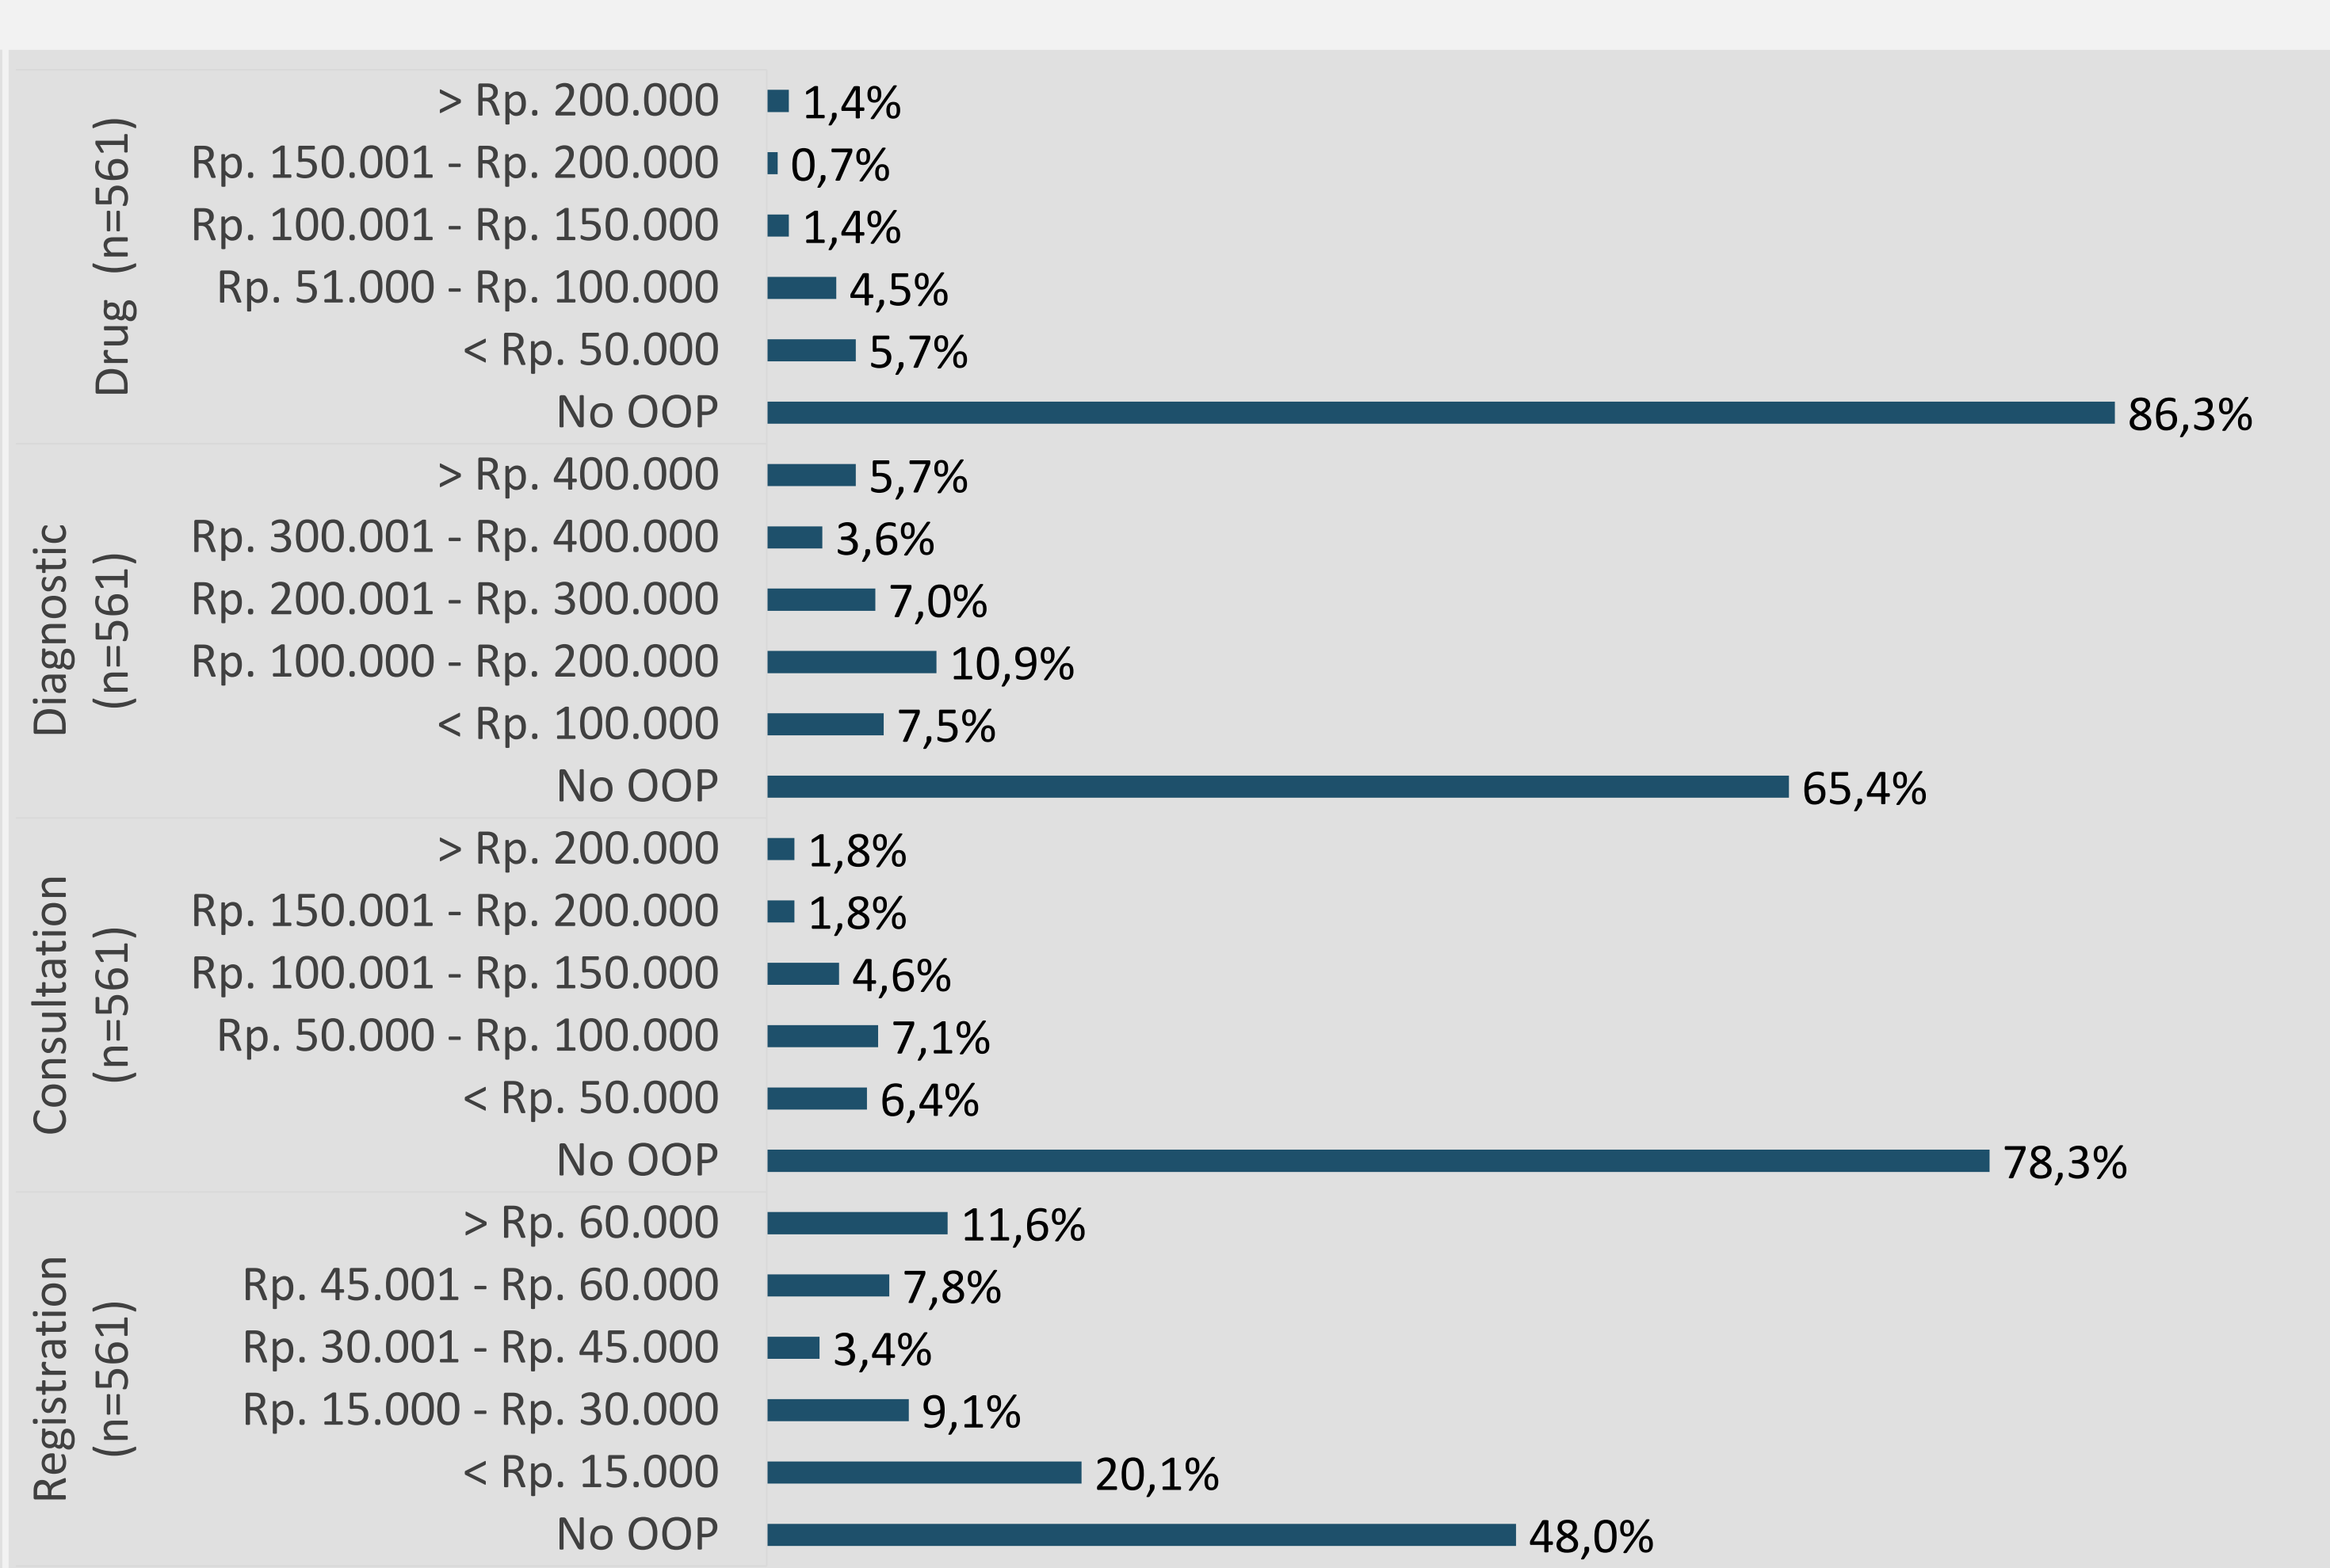 Drug (n=561)
> Rp. 200.000 1,4%
Rp. 150.001 - Rp. 200.000 0,7%
Rp. 100.001 - Rp. 150.000 1,4%
Rp. 51.000 - Rp. 100.000 4,5%
< Rp. 50.000 5,7%
No OOP 86,3%
Diagnostic
(n=561)
> Rp. 400.000 5,7%
Rp. 300.001 - Rp. 400.000 3,6%
Rp. 200.001 - Rp. 300.000 7,0%
Rp. 100.000 - Rp. 200.000 10,9%
< Rp. 100.000 7,5%
No OOP 65,4%
Consultation
(n=561)
> Rp. 200.000 1,8%
Rp. 150.001 - Rp. 200.000 1,8%
Rp. 100.001 - Rp. 150.000 4,6%
Rp. 50.000 - Rp. 100.000 7,1%
< Rp. 50.000 6,4%
No OOP 78,3%
Registration
(n=561)
> Rp. 60.000 11,6%
Rp. 45.001 - Rp. 60.000 7,8%
Rp. 30.001 - Rp. 45.000 3,4%
Rp. 15.000 - Rp. 30.000 9,1%
< Rp. 15.000 20,1%
No OOP 48,0%